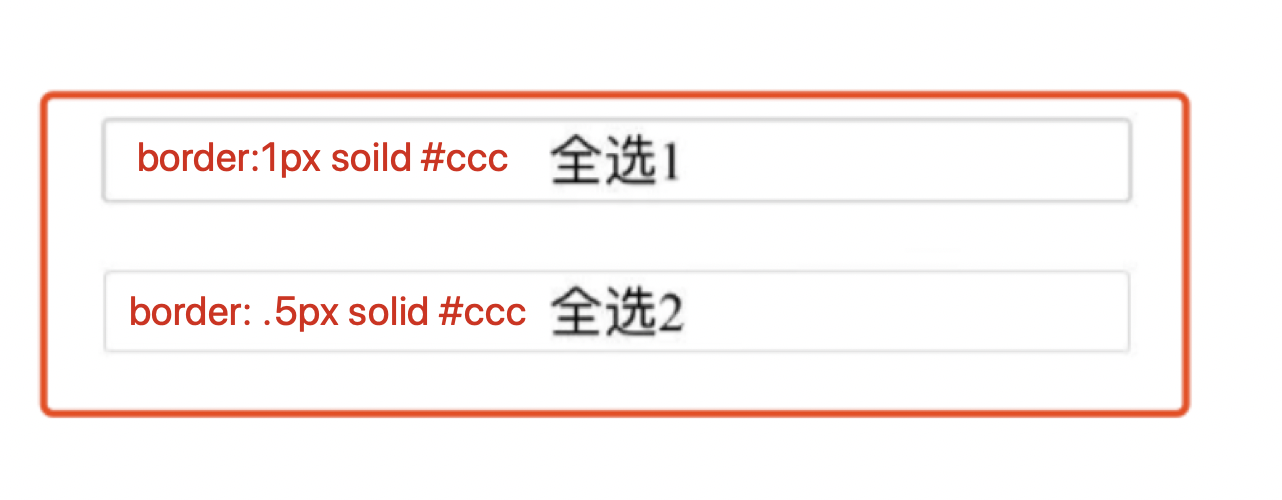 border:1px soild #ccc 全选1
border: .5px solid #ccc 全选2